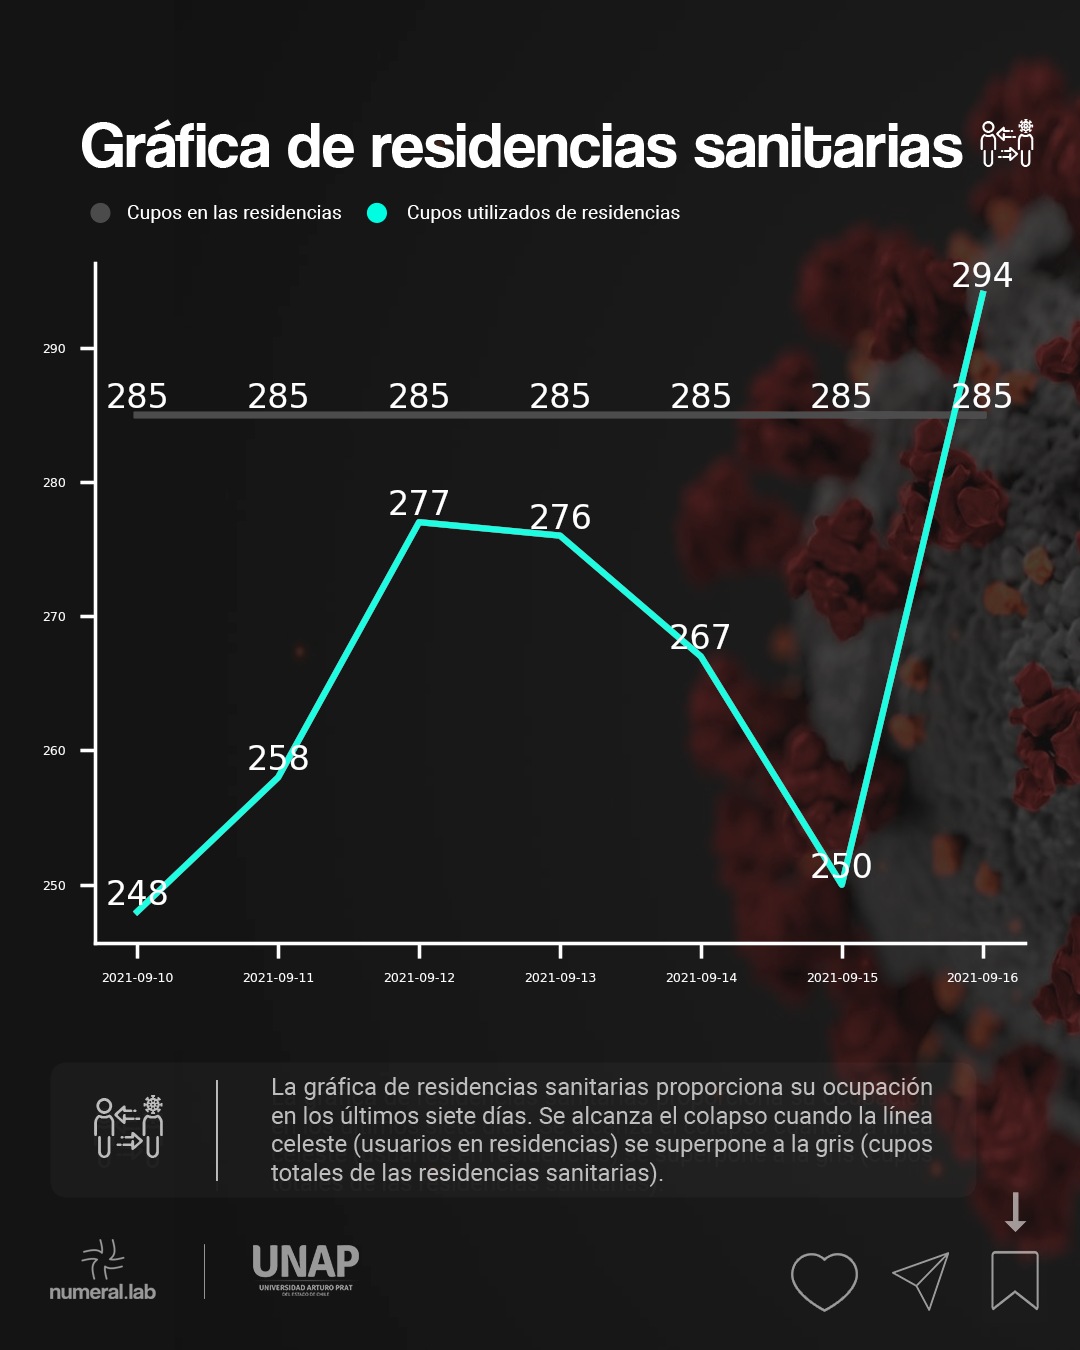 Gráfica de residencias sanitarias
Cupos en las residencias Cupos utilizados de residencias
294
290
285 285 285 285 285 285 285
280
277
276
270
267
260
258
250
250
248
2021-09-10 2021-09-11 2021-09-12 2021-09-13 2021-09-14 2021-09-15 2021-09-16
La gráfica de residencias sanitarias proporciona su ocupación
en los últimos siete días. Se alcanza el colapso cuando la línea
celeste (usuarios en residencias) se superpone a la gris (cupos
totales de las residencias sanitarias).
numeral.lab
UNAP
UNIVERSIDAD ARTURO PRAT
DEL ESTADO DE CHILE